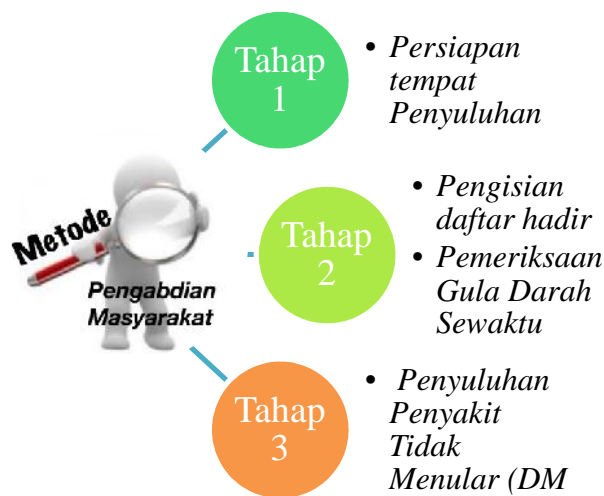 Metode
Pengabdian
Masyarakat
Tahap
1
• Persiapan
tempat
Penyuluhan
Tahap
2
• Pengisian
daftar hadir
• Pemeriksaan
Gula Darah
Sewaktu
Tahap
3
• Penyuluhan
Penyakit
Tidak
Menular (DM